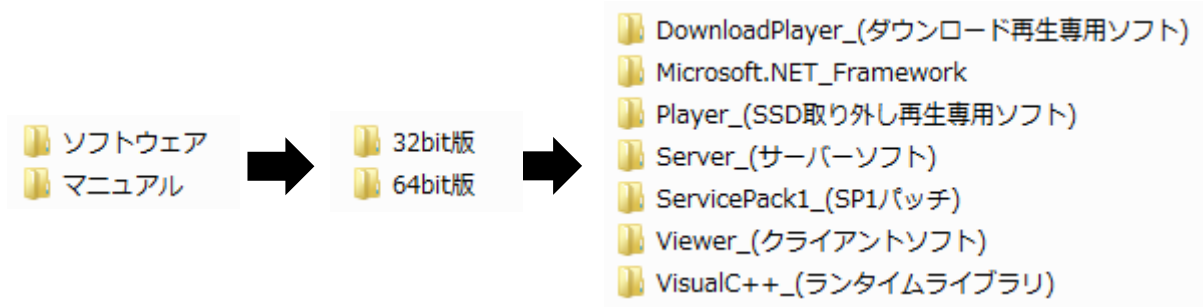 ソフトウェア
マニュアル
32bit版
64bit版
DownloadPlayer_(ダウンロード再生専用ソフト)
Microsoft.NET_Framework
Player_(SSD取り外し再生専用ソフト)
Server_(サーバーソフト)
ServicePack1_(SP1パッチ)
Viewer_(クライアントソフト)
VisualC++_(ランタイムライブラリ)